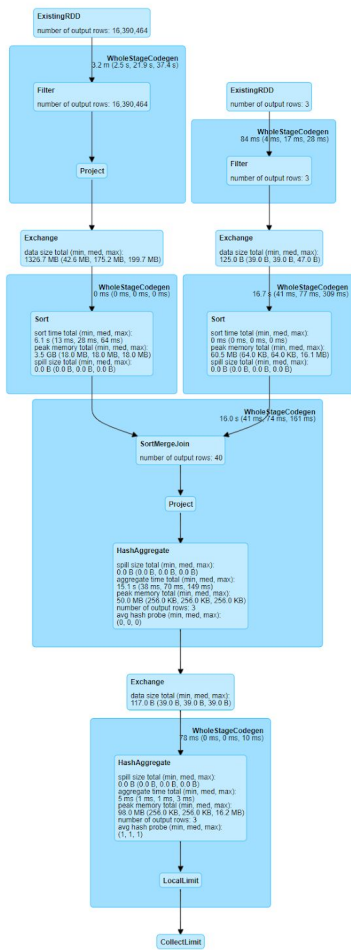 ExistingRDD
number of output rows: 16,390,464
WholeStageCodegen
3.2 m (2.5 s, 21.9 s, 37.4 s)
Filter
number of output rows: 16,390,464
Project
ExistingRDD
number of output rows: 3
WholeStageCodegen
84 ms (4 ms, 17 ms, 28 ms)
Filter
number of output rows: 3
Exchange
data size total (min, med, max):
1326.7 MB (42.6 MB, 175.2 MB, 199.7 MB)
Exchange
data size total (min, med, max):
125.0 B (39.0 B, 39.0 B, 47.0 B)
WholeStageCodegen
0 ms (0 ms, 0 ms, 0 ms)
Sort
sort time total (min, med, max):
6.1 s (13 ms, 28 ms, 64 ms)
peak memory total (min, med, max):
3.5 GB (18.0 MB, 18.0 MB, 18.0 MB)
spill size total (min, med, max):
0.0 B (0.0 B, 0.0 B, 0.0 B)
WholeStageCodegen
16.7 s (41 ms, 77 ms, 309 ms)
Sort
sort time total (min, med, max):
0 ms (0 ms, 0 ms, 0 ms)
peak memory total (min, med, max):
60.5 MB (64.0 KB, 64.0 KB, 16.1 MB)
spill size total (min, med, max):
0.0 B (0.0 B, 0.0 B, 0.0 B)
WholeStageCodegen
16.0 s (41 ms, 74 ms, 161 ms)
SortMergeJoin
number of output rows: 40
Project
HashAggregate
spill size total (min, med, max):
0.0 B (0.0 B, 0.0 B, 0.0 B)
aggregate time total (min, med, max):
15.1 s (38 ms, 70 ms, 149 ms)
peak memory total (min, med, max):
50.0 MB (256.0 KB, 256.0 KB, 256.0 KB)
number of output rows: 3
avg hash probe (min, med, max):
(0, 0, 0)
Exchange
data size total (min, med, max):
117.0 B (39.0 B, 39.0 B, 39.0 B)
WholeStageCodegen
78 ms (0 ms, 0 ms, 10 ms)
HashAggregate
spill size total (min, med, max):
0.0 B (0.0 B, 0.0 B, 0.0 B)
aggregate time total (min, med, max):
5 ms (1 ms, 1 ms, 3 ms)
peak memory total (min, med, max):
98.0 MB (256.0 KB, 256.0 KB, 16.2 MB)
number of output rows: 3
avg hash probe (min, med, max):
(1, 1, 1)
LocalLimit
CollectLimit